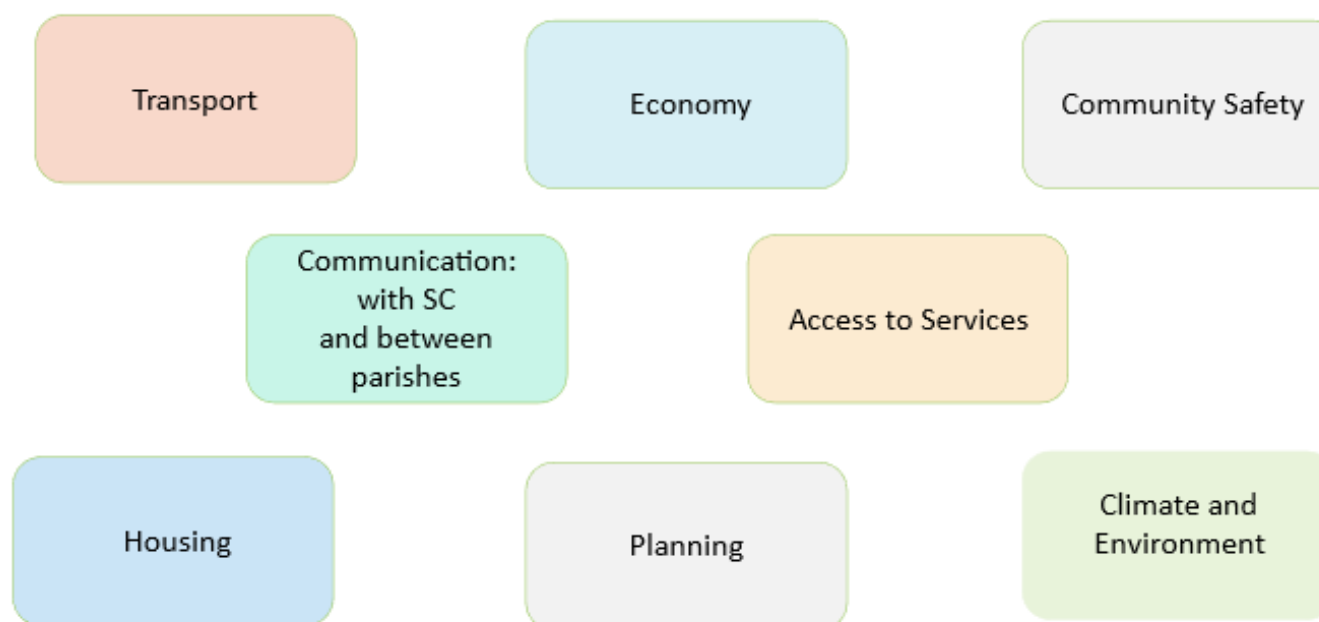 Transport
Economy
Community Safety
Communication:
with SC
and between
parishes
Access to Services
Housing
Planning
Climate and
Environment